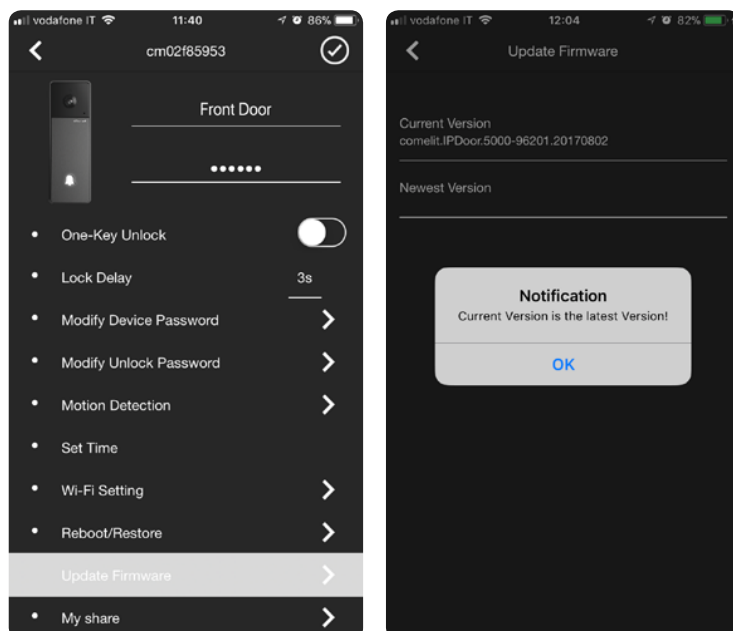 vodafone IT 11:40 86%
cm02f85953
Front Door
••••••
• One-Key Unlock
• Lock Delay 3s
• Modify Device Password
• Modify Unlock Password
• Motion Detection
• Set Time
• Wi-Fi Setting
• Reboot/Restore
Update Firmware
• My share
vodafone IT 12:04 82%
Update Firmware
Current Version
comelit.IPDoor.5000-96201.20170802
Newest Version
Notification
Current Version is the latest Version!
OK